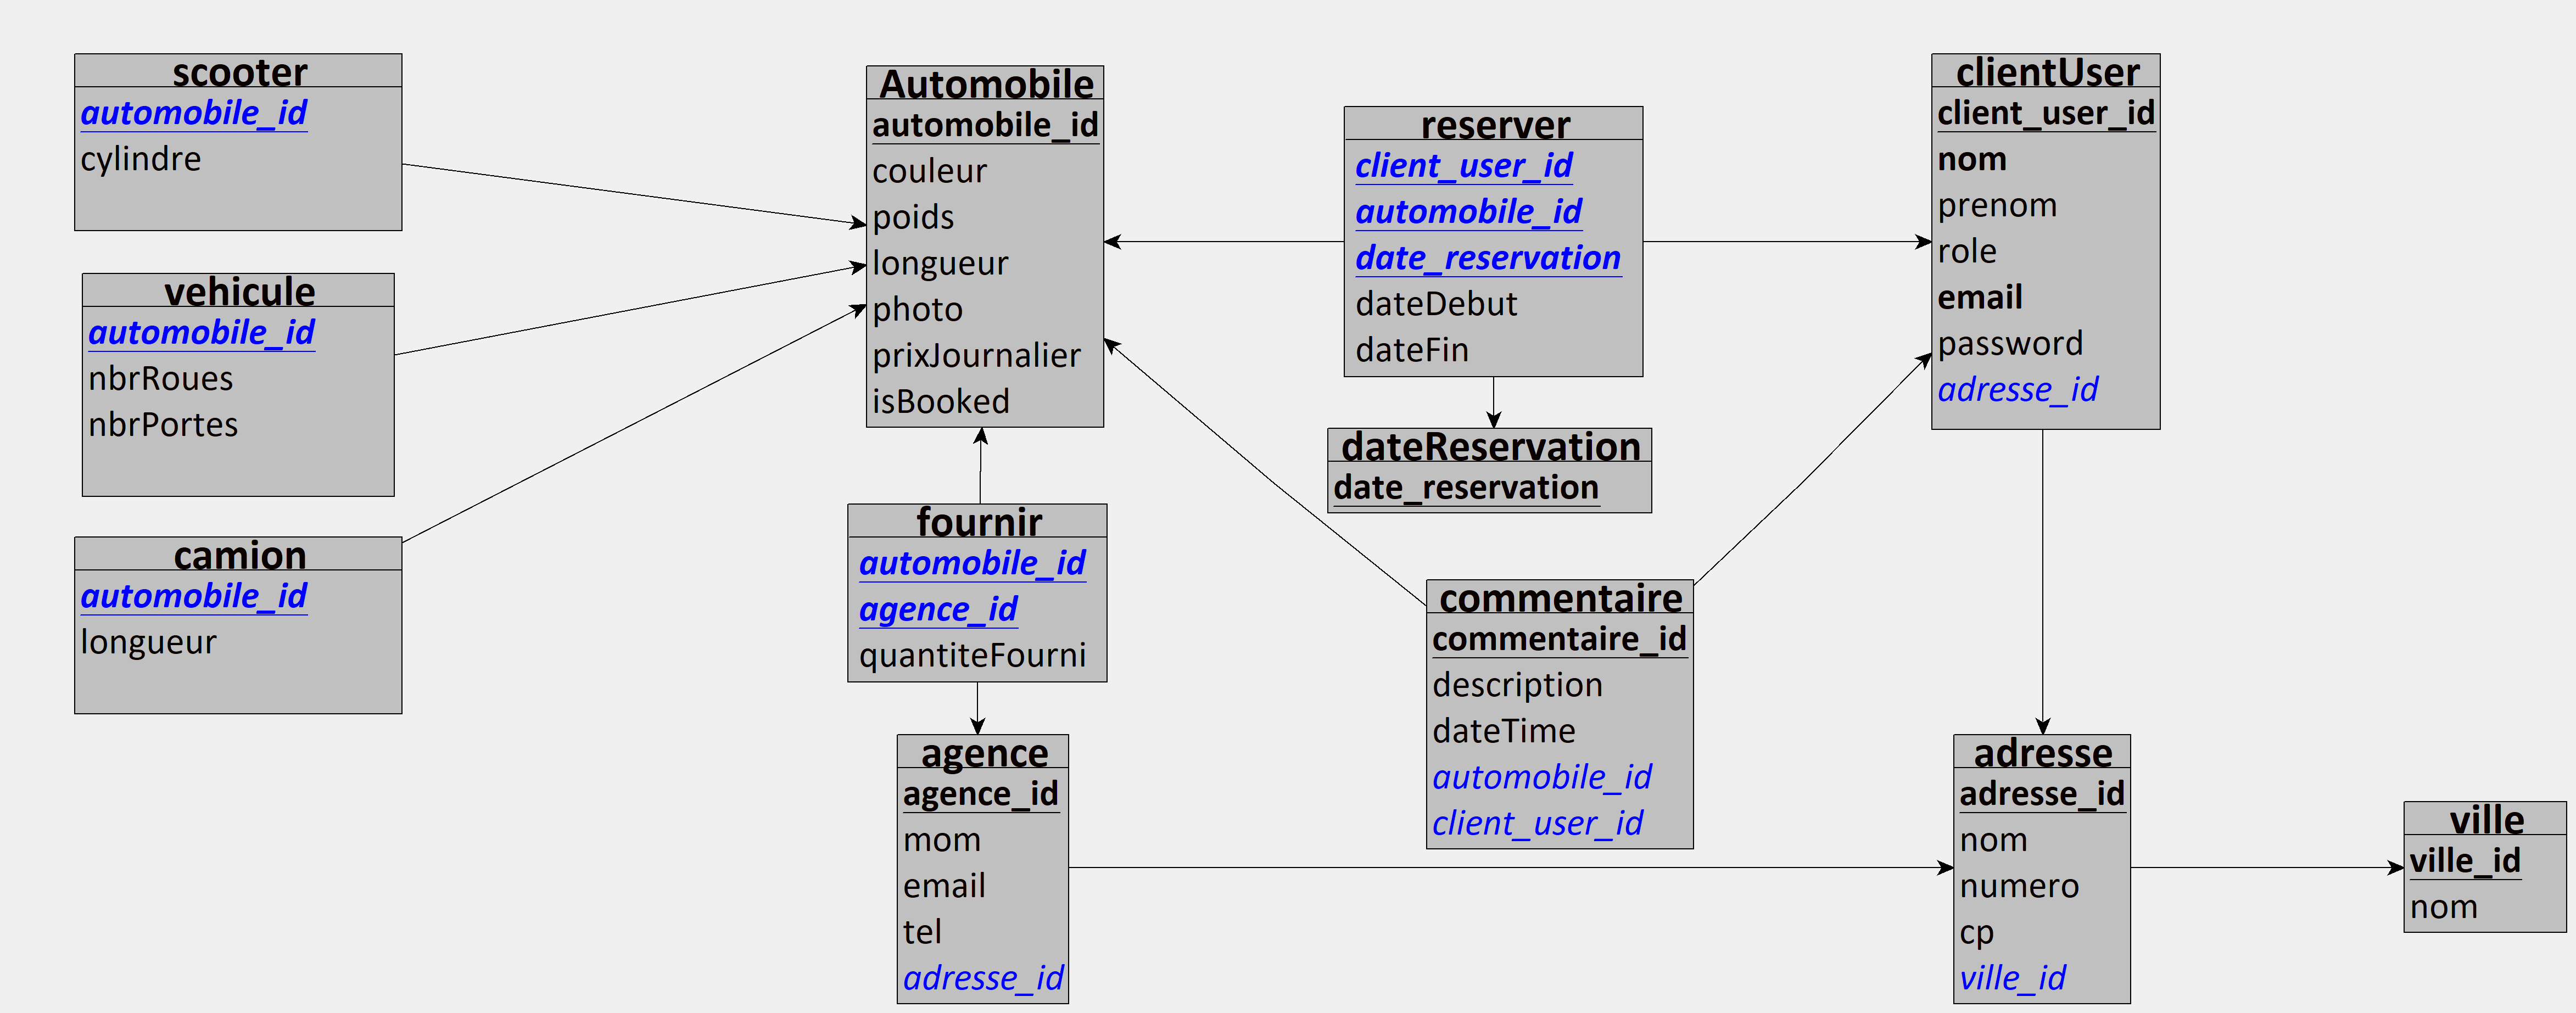 scooter
automobile_id
cylindre
vehicule
automobile_id
nbrRoues
nbrPortes
camion
automobile_id
longueur
Automobile
automobile_id
couleur
poids
longueur
photo
prixJournalier
isBooked
fournir
automobile_id
agence_id
quantiteFourni
agence
agence_id
mom
email
tel
adresse_id
reserver
client_user_id
automobile_id
date_reservation
dateDebut
dateFin
dateReservation
date_reservation
commentaire
commentaire_id
description
dateTime
automobile_id
client_user_id
clientUser
client_user_id
nom
prenom
role
email
password
adresse_id
adresse
adresse_id
nom
numero
cp
ville_id
ville
ville_id
nom